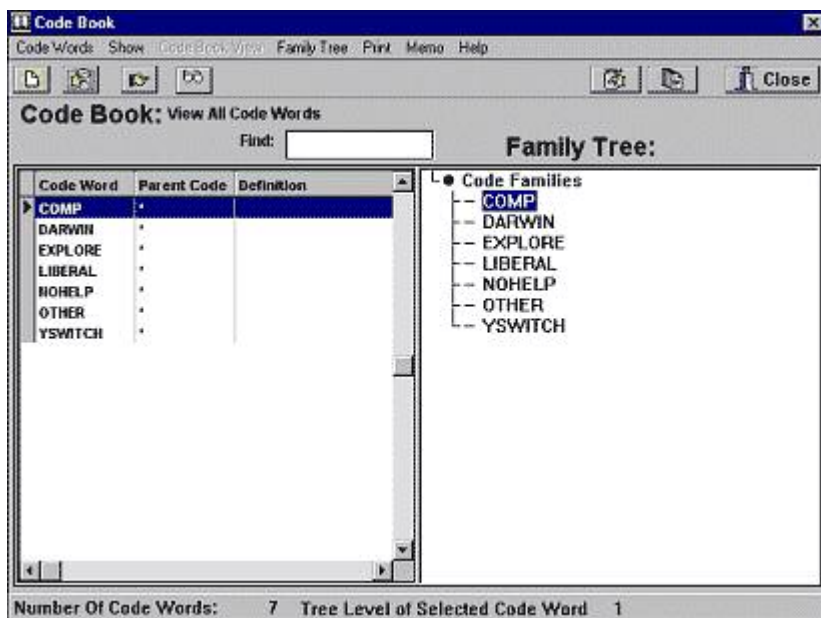 Code Book
Code Words Show Code Book View Family Tree Print Memo Help
Close
Code Book: View All Code Words
Find:
Family Tree:
Code Word Parent Code Definition
COMP *
DARWIN *
EXPLORE *
LIBERAL *
NOHELP *
OTHER *
YSWITCH *
Code Families
COMP
DARWIN
EXPLORE
LIBERAL
NOHELP
OTHER
YSWITCH
Number Of Code Words: 7 Tree Level of Selected Code Word 1